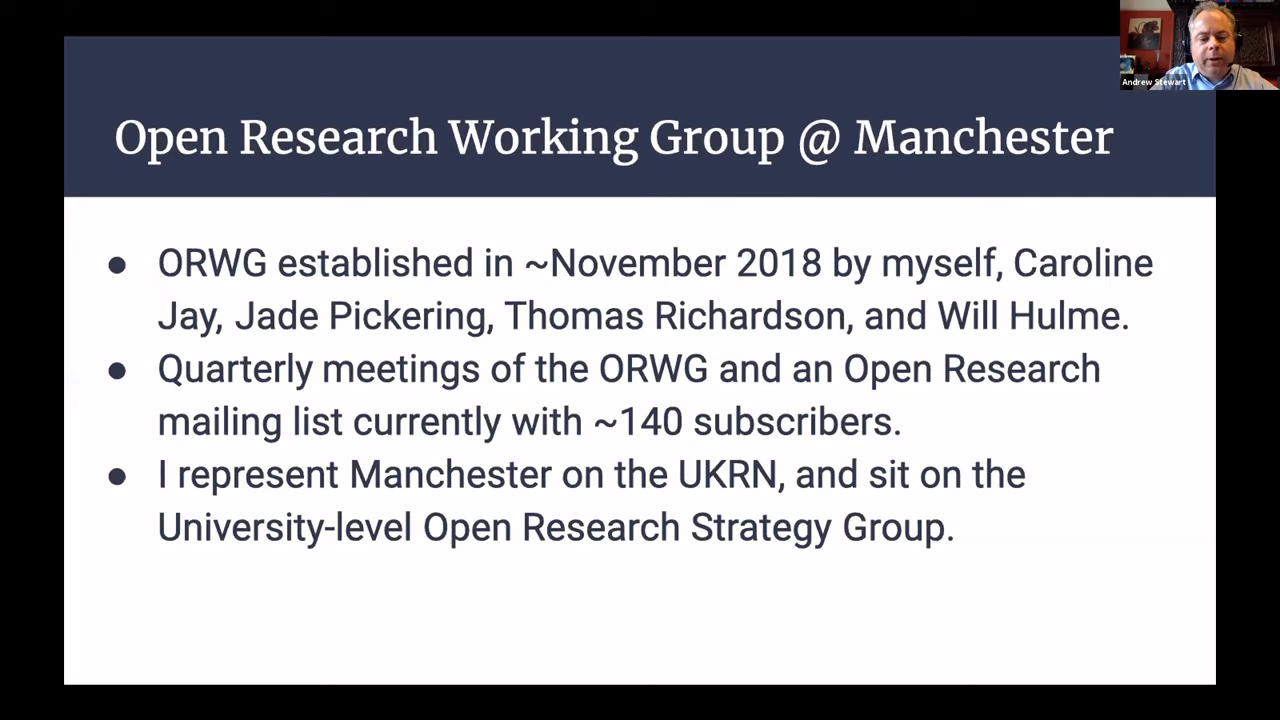 Andrew Stewart
Open Research Working Group @ Manchester
● ORWG established in ~November 2018 by myself, Caroline
Jay, Jade Pickering, Thomas Richardson, and Will Hulme.
● Quarterly meetings of the ORWG and an Open Research
mailing list currently with ~140 subscribers.
● I represent Manchester on the UKRN, and sit on the
University-level Open Research Strategy Group.